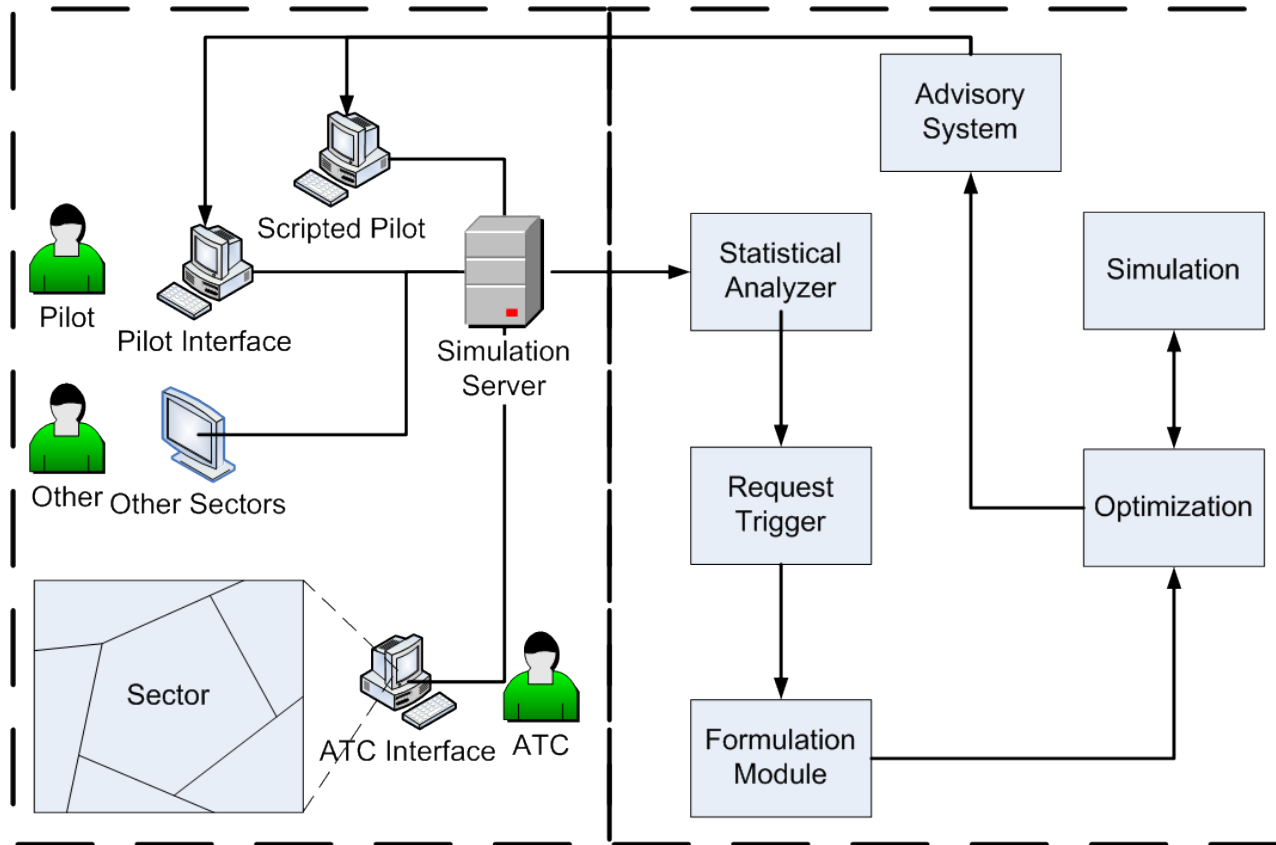 Advisory
System
Scripted Pilot
Pilot
Pilot Interface
Simulation
Server
Other
Other Sectors
Sector
ATC Interface
ATC
Statistical
Analyzer
Simulation
Request
Trigger
Optimization
Formulation
Module